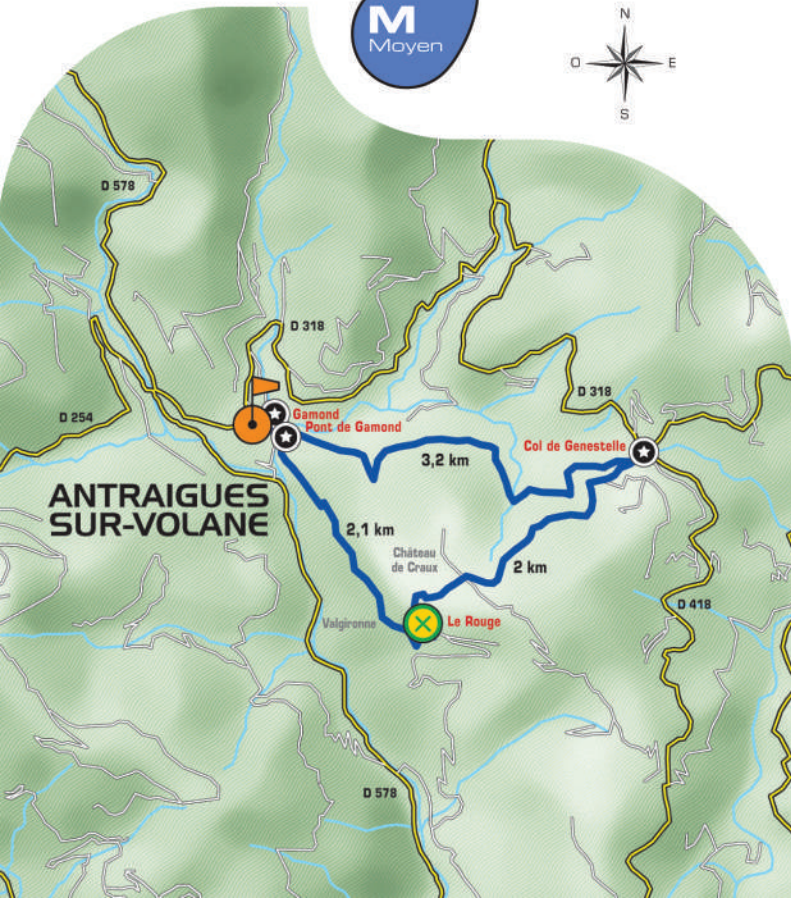 M
Moyen
N
O
E
S
D 578
D 318
D 318
D 254
Gamond
Pont de Gamond
Col de Genestelle
3,2 km
ANTRAIGUES
SUR-VOLANE
2,1 km
Château
de Craux
2 km
D 418
Valgironne
Le Rouge
D 578